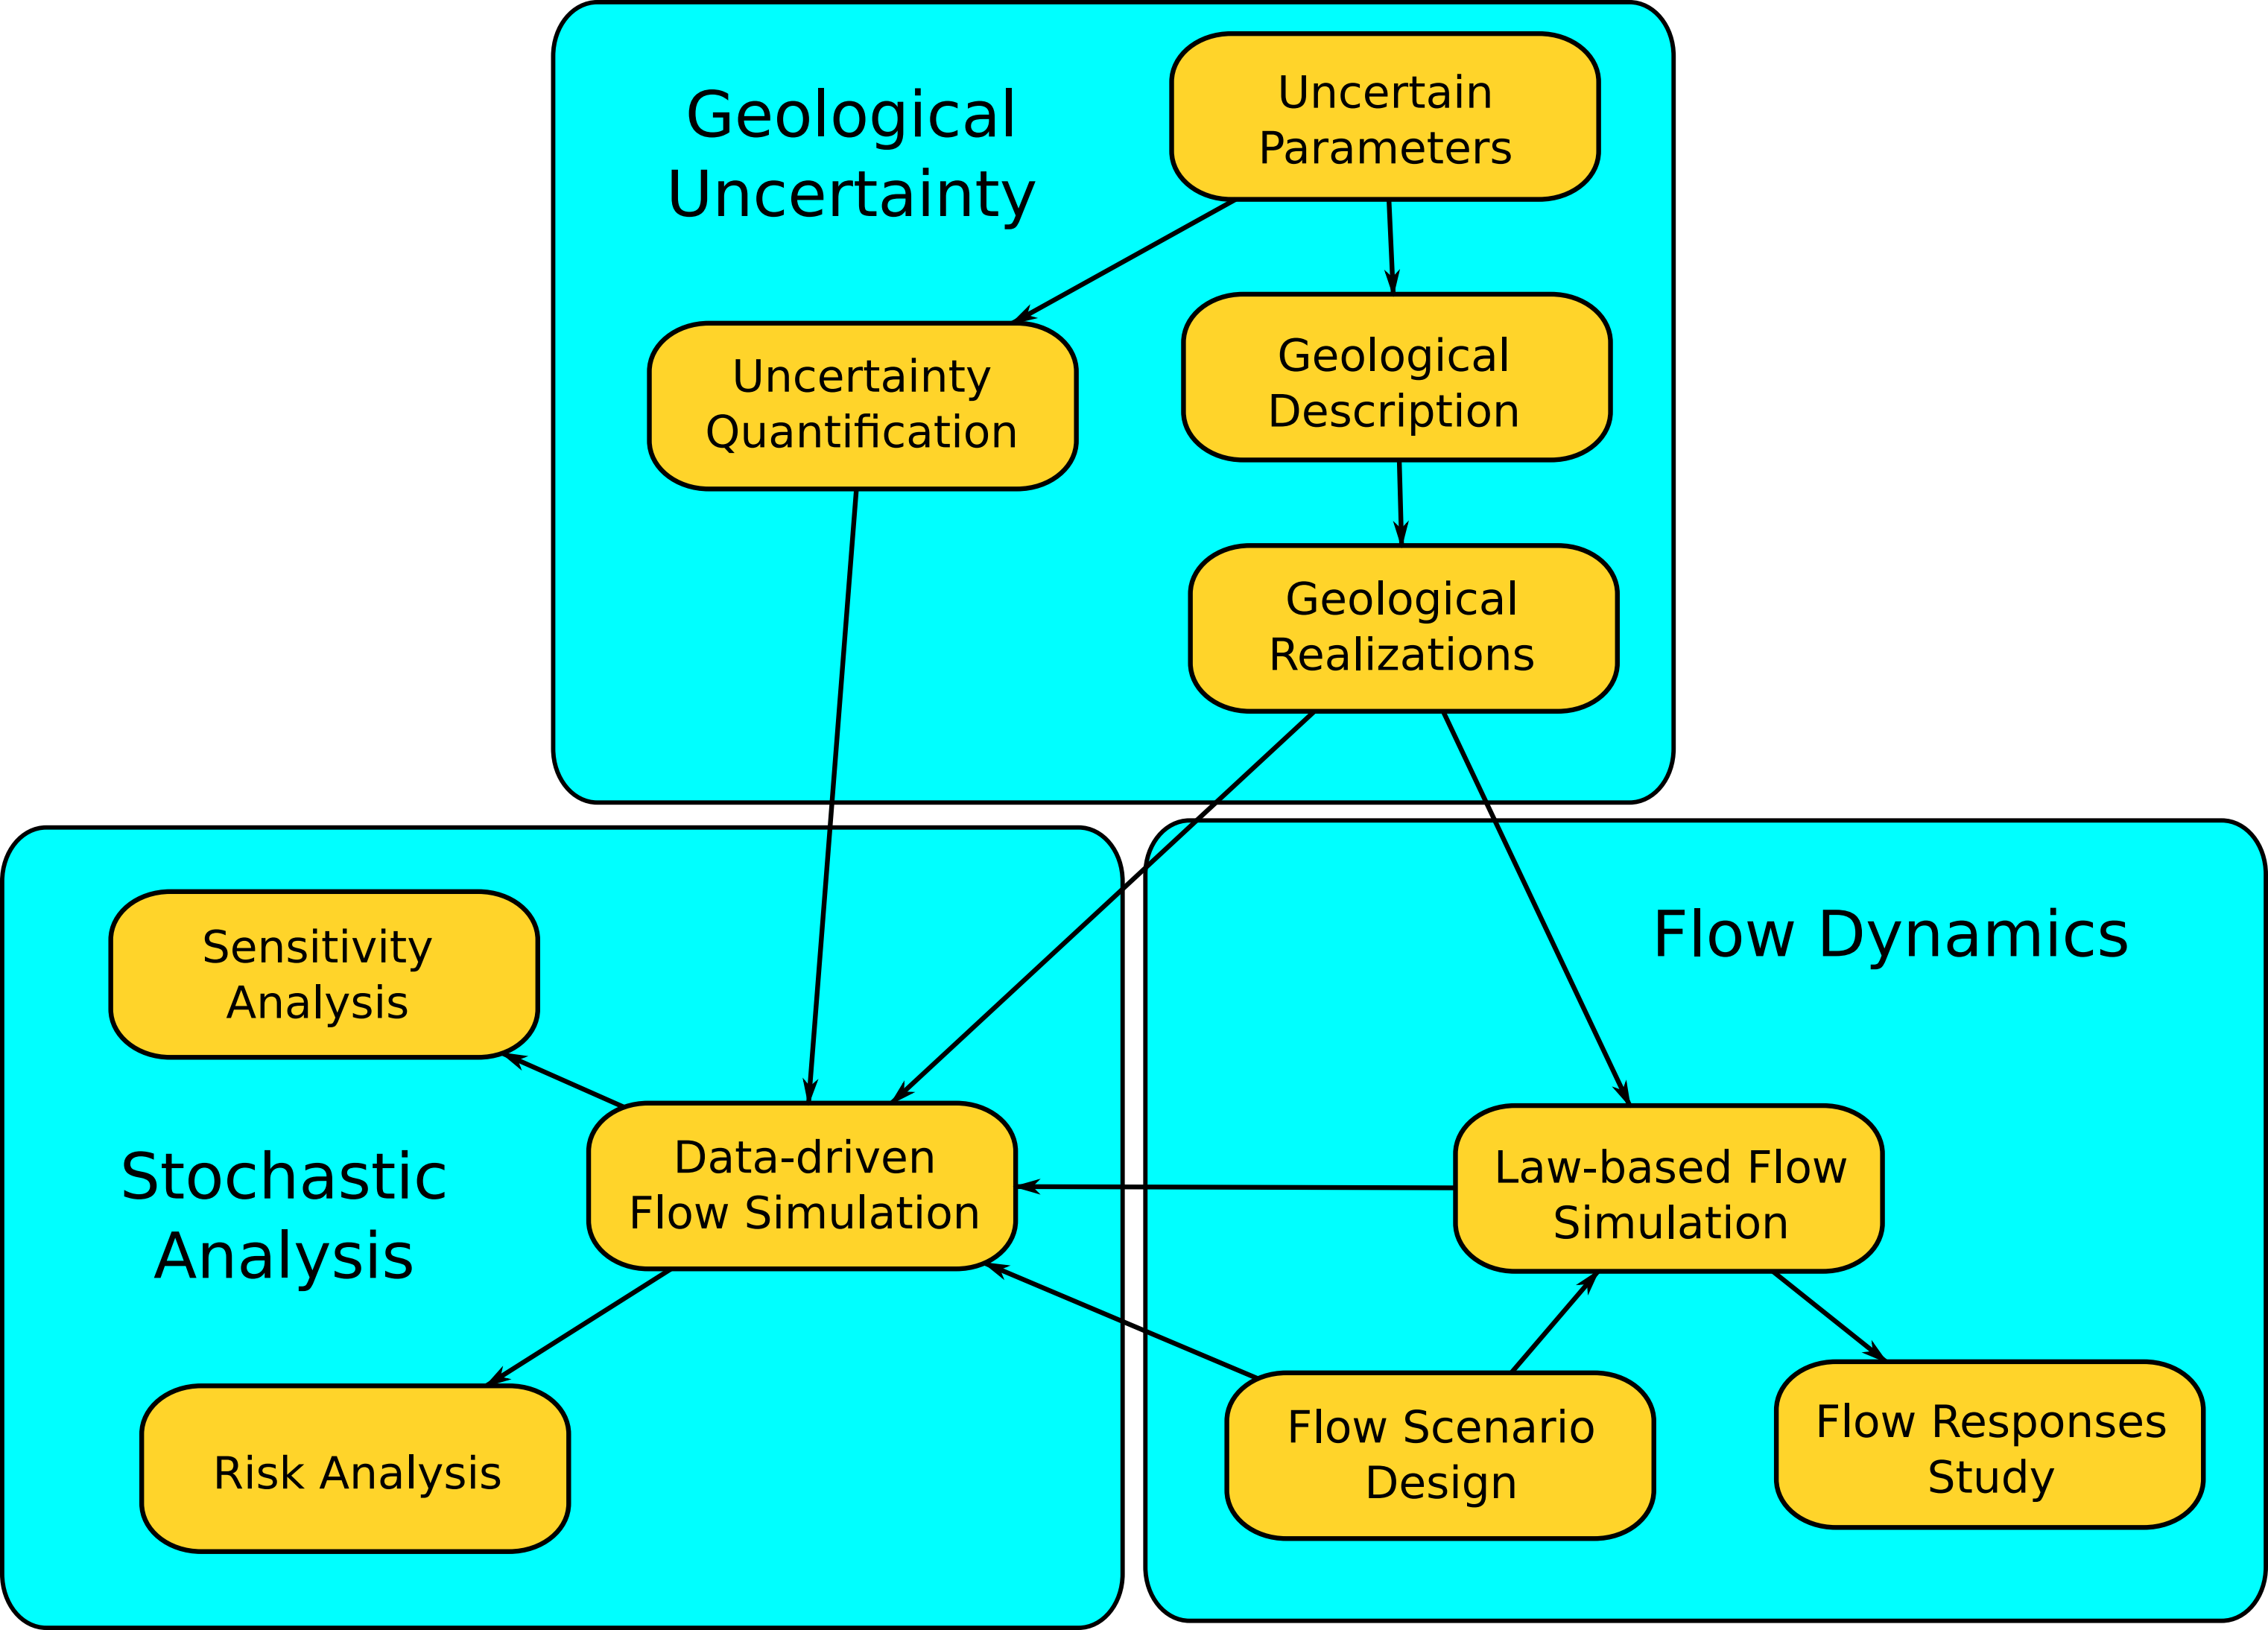 Geological
Uncertainty
Uncertain
Parameters
Uncertainty
Quantification
Geological
Description
Geological
Realizations
Sensitivity
Analysis
Stochastic
Analysis
Data-driven
Flow Simulation
Risk Analysis
Flow Dynamics
Law-based Flow
Simulation
Flow Scenario
Design
Flow Responses
Study